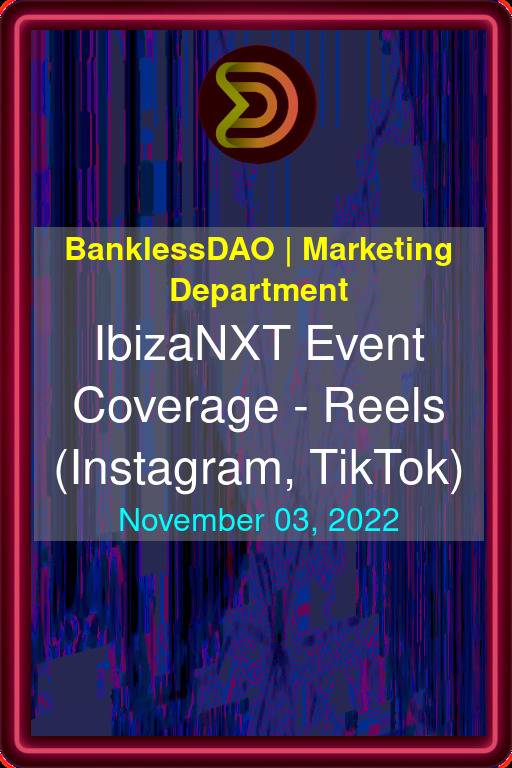 BanklessDAO | Marketing
Department
IbizaNXT Event
Coverage - Reels
(Instagram, TikTok)
November 03, 2022